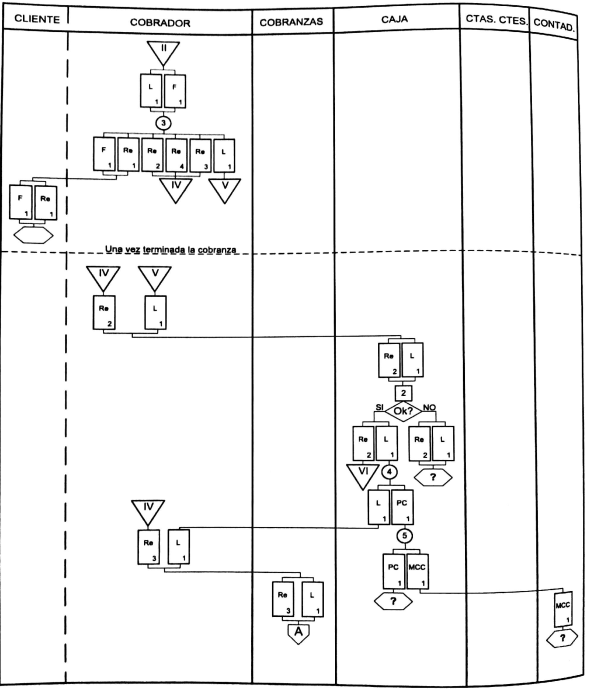 CLIENTE COBRADOR COBRANZAS CAJA CTAS. CTES. CONTAD.
II
L F
1 1
3
F Re Re Re Re L
1 1 2 4 3 1
IV V
F Re
1 1
Una vez terminada la cobranza
IV V
Re L
2 1
Re L
2 1
2
SI Ok? NO
Re L Re L
2 1 2 1
VI 4 ?
IV L PC
1 1
Re L 5
3 1
PC MCC
1 1
Re L ? MCC
3 1 1
A ?